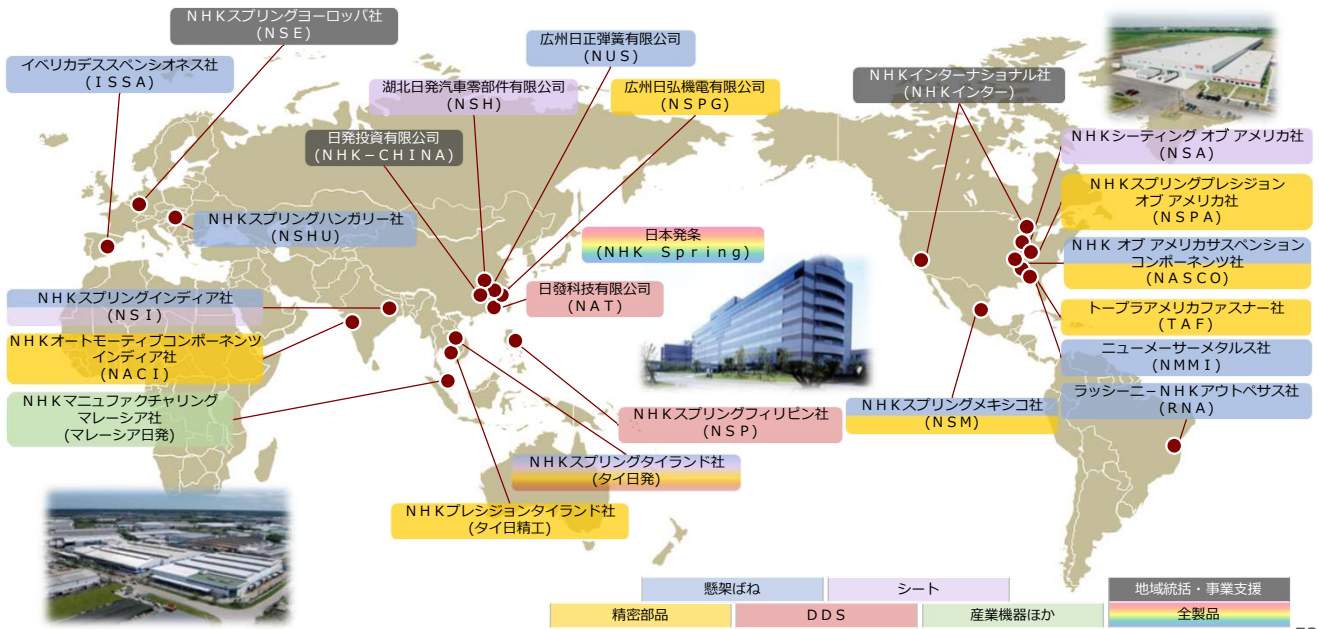 NHKスプリングヨーロッパ社
(NSE)
イベリカデススペンシオネス社
(ISSA)
広州日正弾簧有限公司
(NUS)
湖北日発汽車零部件有限公司
(NSH)
広州日弘機電有限公司
(NSPG)
日発投資有限公司
(NHK-CHINA)
NHKインターナショナル社
(NHKインター)
NHKシーティング オブ アメリカ社
(NSA)
NHKスプリングプレシジョン
オブ アメリカ社
(NSPA)
NHKスプリングハンガリー社
(NSHU)
日本発条
(NHK Spring)
NHK オブ アメリカサスペンション
コンポーネンツ社
(NASCO)
NHKスプリングインディア社
(NSI)
日發科技有限公司
(NAT)
トープラアメリカファスナー社
(TAF)
NHKオートモーティブコンポーネンツ
インディア社
(NACI)
ニューメーサーメタルス社
(NMMI)
NHKマニュファクチャリング
マレーシア社
(マレーシア日発)
NHKスプリングフィリピン社
(NSP)
NHKスプリングメキシコ社
(NSM)
ラッシーニ-NHKアウトペサス社
(RNA)
NHKスプリングタイランド社
(タイ日発)
NHKプレシジョンタイランド社
(タイ日精工)
懸架ばね
シート
地域統括・事業支援
精密部品
DDS
産業機器ほか
全製品